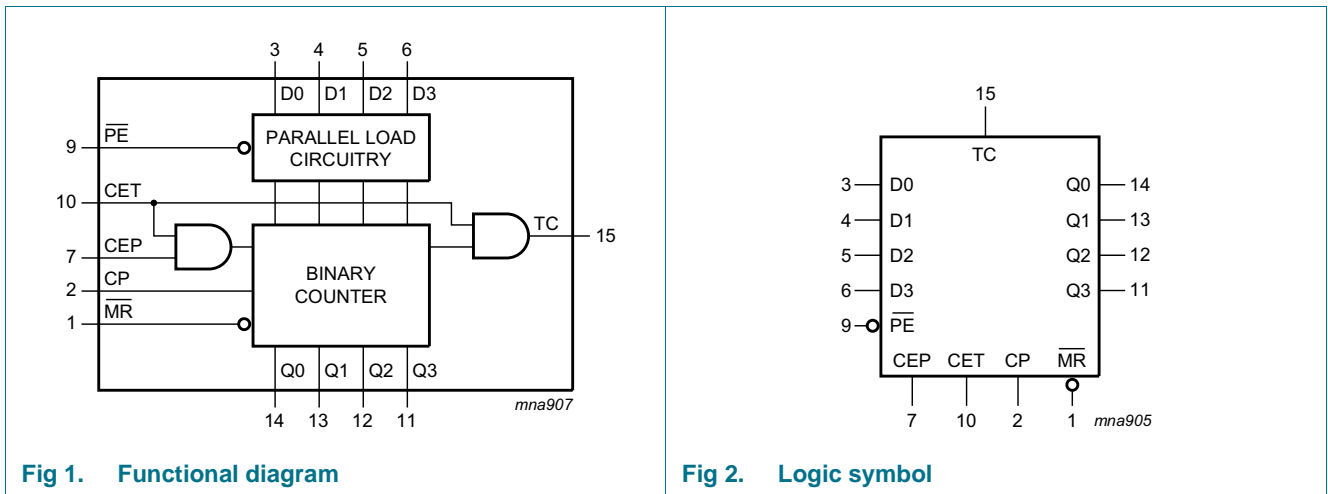 3 4 5 6
D0 D1 D2 D3
9 PE
PARALLEL LOAD
CIRCUITRY
10 CET
TC 15
7 CEP
2 CP
BINARY
COUNTER
1 MR
Q0 Q1 Q2 Q3
mna907
14 13 12 11
Fig 1. Functional diagram
15
TC
3 D0 Q0 14
4 D1 Q1 13
5 D2 Q2 12
6 D3 Q3 11
9 PE
CEP CET CP MR
7 10 2 1 mna905
Fig 2. Logic symbol